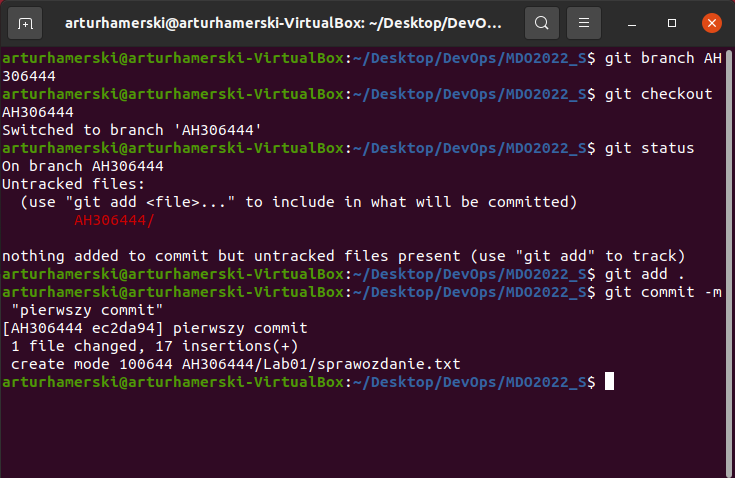 arturhamerski@arturhamerski-VirtualBox: ~/Desktop/DevO...
arturhamerski@arturhamerski-VirtualBox:~/Desktop/DevOps/MDO2022_S$ git branch AH
306444
arturhamerski@arturhamerski-VirtualBox:~/Desktop/DevOps/MDO2022_S$ git checkout
AH306444
Switched to branch 'AH306444'
arturhamerski@arturhamerski-VirtualBox:~/Desktop/DevOps/MDO2022_S$ git status
On branch AH306444
Untracked files:
  (use "git add <file>..." to include in what will be committed)
        AH306444/

nothing added to commit but untracked files present (use "git add" to track)
arturhamerski@arturhamerski-VirtualBox:~/Desktop/DevOps/MDO2022_S$ git add .
arturhamerski@arturhamerski-VirtualBox:~/Desktop/DevOps/MDO2022_S$ git commit -m
 "pierwszy commit"
[AH306444 ec2da94] pierwszy commit
 1 file changed, 17 insertions(+)
 create mode 100644 AH306444/Lab01/sprawozdanie.txt
arturhamerski@arturhamerski-VirtualBox:~/Desktop/DevOps/MDO2022_S$